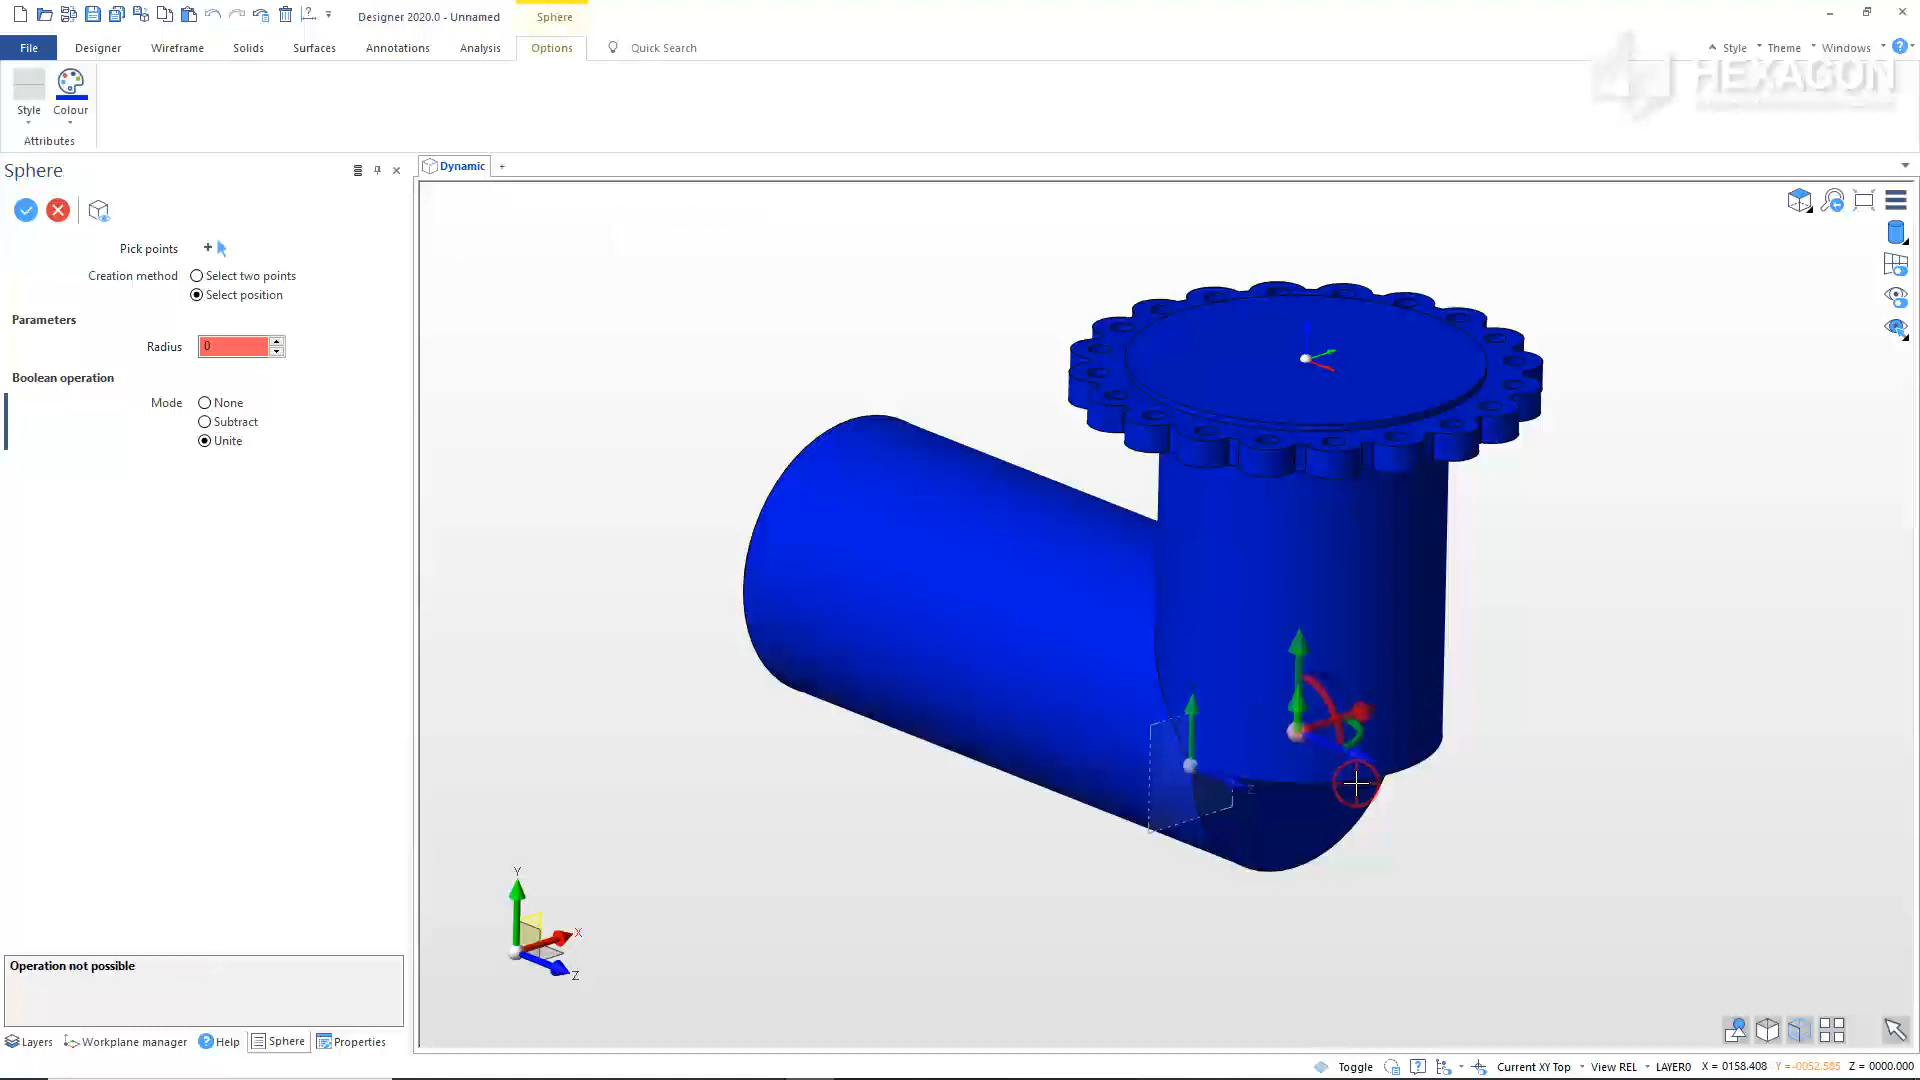 Designer 2020.0 - Unnamed
Sphere
File
Designer
Wireframe
Solids
Surfaces
Annotations
Analysis
Options
Quick Search
Style
Theme
Windows
HEXAGON
Style
Colour
Attributes
Sphere
Dynamic
Pick points
Creation method
Select two points
Select position
Parameters
Radius
0
Boolean operation
Mode
None
Subtract
Unite
Z
Y
X
Z
Operation not possible
Layers
Workplane manager
Help
Sphere
Properties
Toggle
Current XY Top
View REL
LAYER0
X = 0158.408
Y =-0052.585
Z = 0000.000